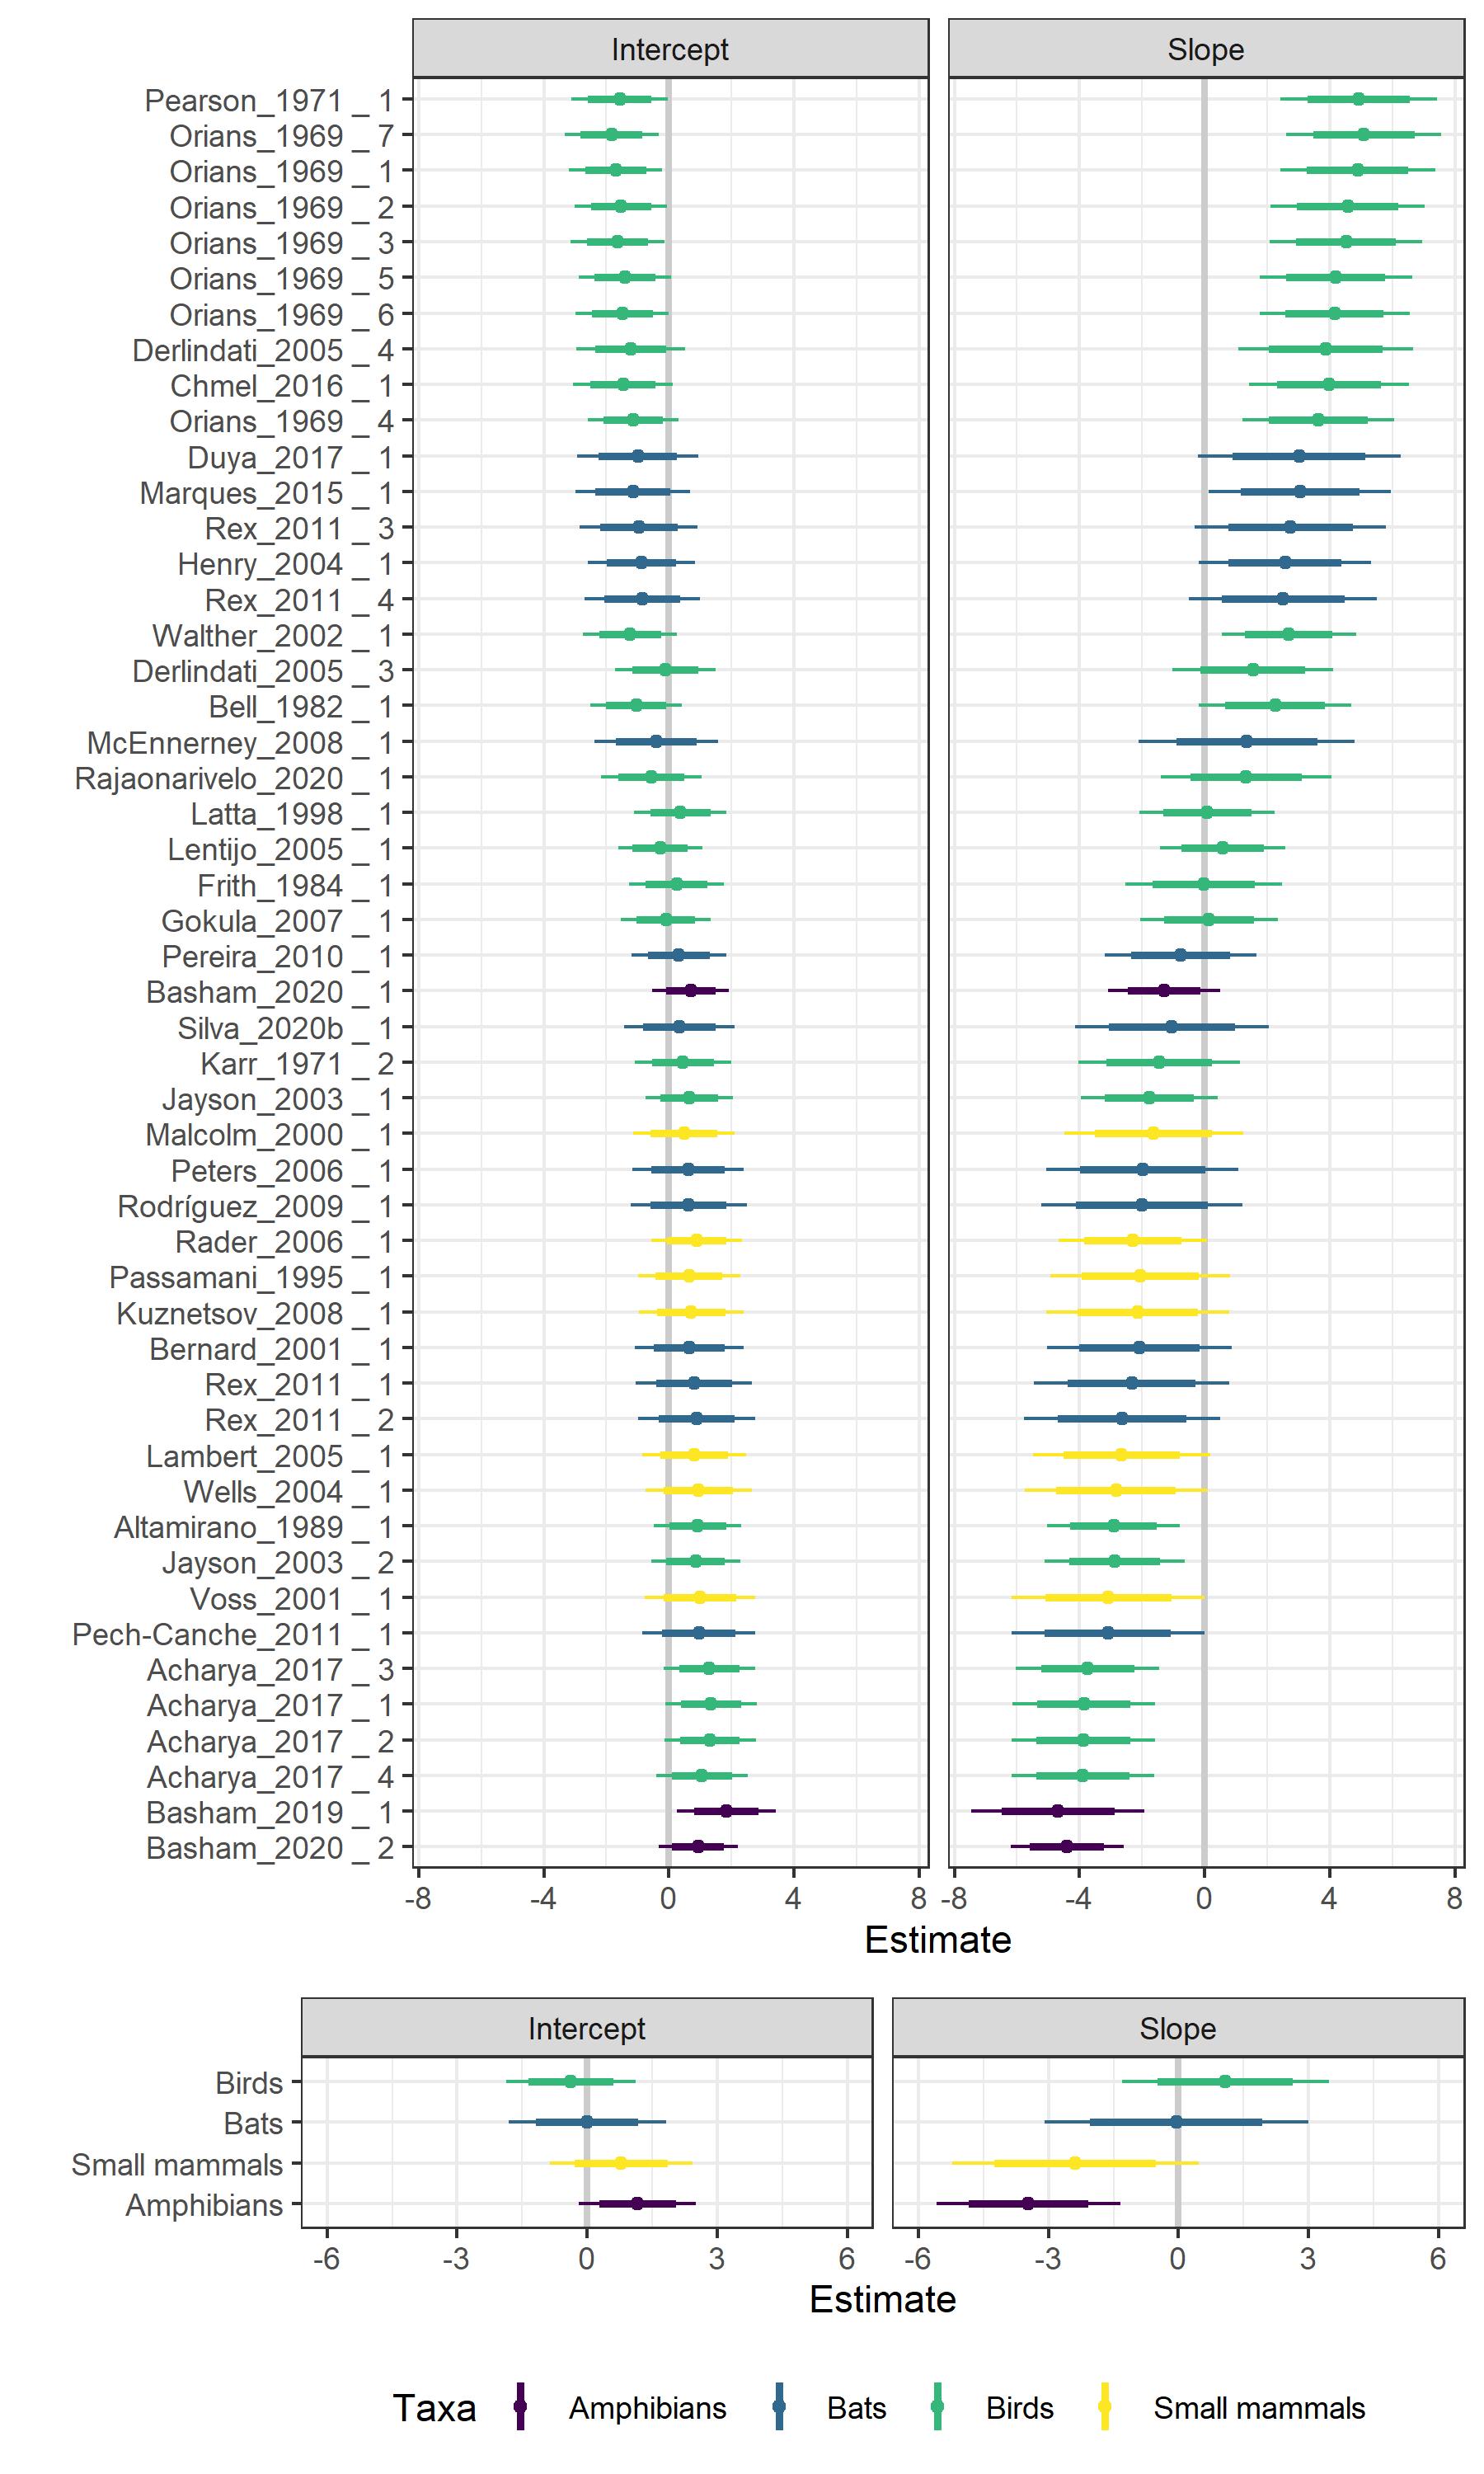 Intercept Slope
Pearson_1971 _ 1
Orians_1969 _ 7
Orians_1969 _ 1
Orians_1969 _ 2
Orians_1969 _ 3
Orians_1969 _ 5
Orians_1969 _ 6
Derlindati_2005 _ 4
Chmel_2016 _ 1
Orians_1969 _ 4
Duya_2017 _ 1
Marques_2015 _ 1
Rex_2011 _ 3
Henry_2004 _ 1
Rex_2011 _ 4
Walther_2002 _ 1
Derlindati_2005 _ 3
Bell_1982 _ 1
McEnnerney_2008 _ 1
Rajaonarivelo_2020 _ 1
Latta_1998 _ 1
Lentijo_2005 _ 1
Frith_1984 _ 1
Gokula_2007 _ 1
Pereira_2010 _ 1
Basham_2020 _ 1
Silva_2020b _ 1
Karr_1971 _ 2
Jayson_2003 _ 1
Malcolm_2000 _ 1
Peters_2006 _ 1
Rodríguez_2009 _ 1
Rader_2006 _ 1
Passamani_1995 _ 1
Kuznetsov_2008 _ 1
Bernard_2001 _ 1
Rex_2011 _ 1
Rex_2011 _ 2
Lambert_2005 _ 1
Wells_2004 _ 1
Altamirano_1989 _ 1
Jayson_2003 _ 2
Voss_2001 _ 1
Pech-Canche_2011 _ 1
Acharya_2017 _ 3
Acharya_2017 _ 1
Acharya_2017 _ 2
Acharya_2017 _ 4
Basham_2019 _ 1
Basham_2020 _ 2
-8 -4 0 4 8 -8 -4 0 4 8
Estimate
Intercept Slope
Birds
Bats
Small mammals
Amphibians
-6 -3 0 3 6 -6 -3 0 3 6
Estimate
Taxa Amphibians Bats Birds Small mammals